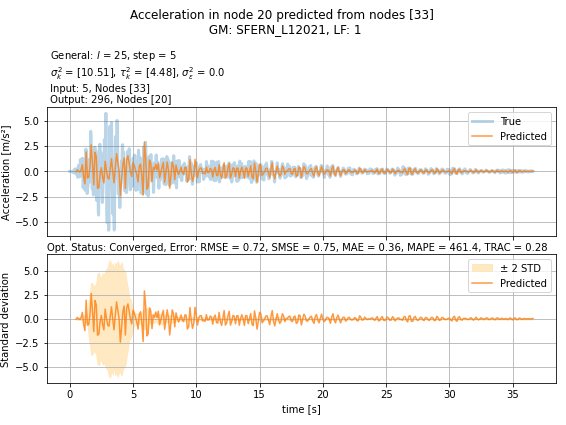 Acceleration in node 20 predicted from nodes [33]
GM: SFERN_L12021, LF: 1
General: l = 25, step = 5
σ²ₖ = [10.51], τ²ₖ = [4.48], σ²_ε = 0.0
Input: 5, Nodes [33]
Output: 296, Nodes [20]
Acceleration [m/s²]
5.0
2.5
0.0
−2.5
−5.0
True
Predicted
Opt. Status: Converged, Error: RMSE = 0.72, SMSE = 0.75, MAE = 0.36, MAPE = 461.4, TRAC = 0.28
Standard deviation
5.0
2.5
0.0
−2.5
−5.0
± 2 STD
Predicted
0 5 10 15 20 25 30 35
time [s]